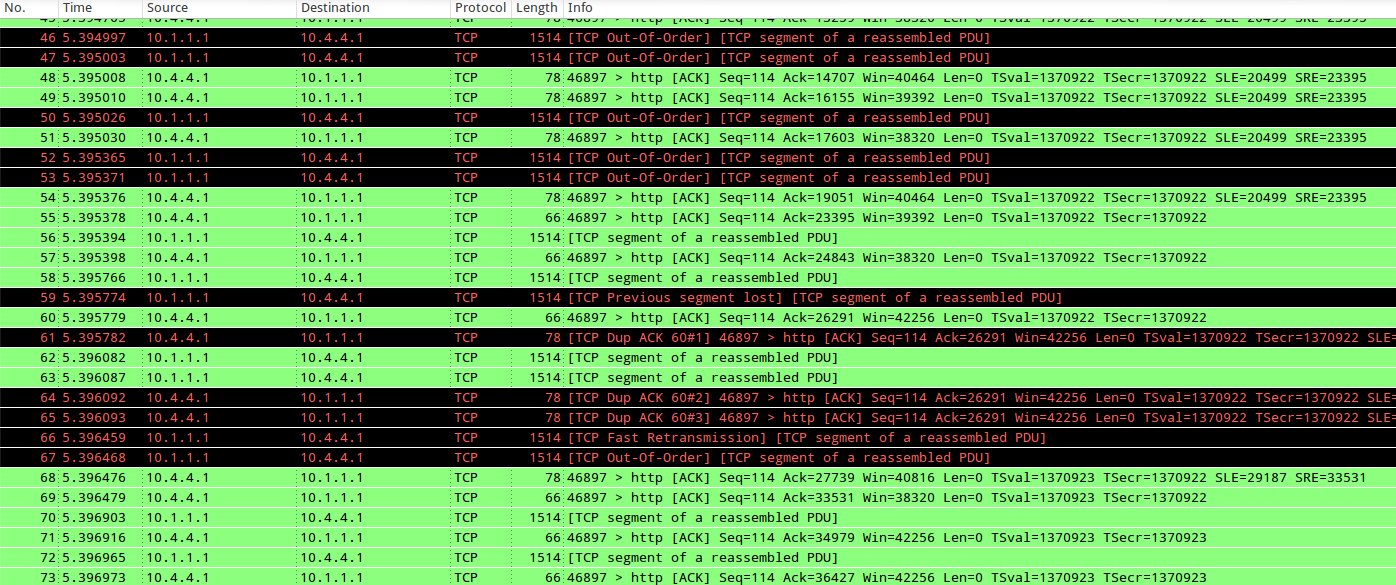 No. Time Source Destination Protocol Length Info
46 5.394997 10.1.1.1 10.4.4.1 TCP 1514 [TCP Out-Of-Order] [TCP segment of a reassembled PDU]
47 5.395003 10.1.1.1 10.4.4.1 TCP 1514 [TCP Out-Of-Order] [TCP segment of a reassembled PDU]
48 5.395008 10.4.4.1 10.1.1.1 TCP 78 46897 > http [ACK] Seq=114 Ack=14707 Win=40464 Len=0 TSval=1370922 TSecr=1370922 SLE=20499 SRE=23395
49 5.395010 10.4.4.1 10.1.1.1 TCP 78 46897 > http [ACK] Seq=114 Ack=16155 Win=39392 Len=0 TSval=1370922 TSecr=1370922 SLE=20499 SRE=23395
50 5.395026 10.1.1.1 10.4.4.1 TCP 1514 [TCP Out-Of-Order] [TCP segment of a reassembled PDU]
51 5.395030 10.4.4.1 10.1.1.1 TCP 78 46897 > http [ACK] Seq=114 Ack=17603 Win=38320 Len=0 TSval=1370922 TSecr=1370922 SLE=20499 SRE=23395
52 5.395365 10.1.1.1 10.4.4.1 TCP 1514 [TCP Out-Of-Order] [TCP segment of a reassembled PDU]
53 5.395371 10.1.1.1 10.4.4.1 TCP 1514 [TCP Out-Of-Order] [TCP segment of a reassembled PDU]
54 5.395376 10.4.4.1 10.1.1.1 TCP 78 46897 > http [ACK] Seq=114 Ack=19051 Win=40464 Len=0 TSval=1370922 TSecr=1370922 SLE=20499 SRE=23395
55 5.395378 10.4.4.1 10.1.1.1 TCP 66 46897 > http [ACK] Seq=114 Ack=23395 Win=39392 Len=0 TSval=1370922 TSecr=1370922
56 5.395394 10.1.1.1 10.4.4.1 TCP 1514 [TCP segment of a reassembled PDU]
57 5.395398 10.4.4.1 10.1.1.1 TCP 66 46897 > http [ACK] Seq=114 Ack=24843 Win=38320 Len=0 TSval=1370922 TSecr=1370922
58 5.395766 10.1.1.1 10.4.4.1 TCP 1514 [TCP segment of a reassembled PDU]
59 5.395774 10.1.1.1 10.4.4.1 TCP 1514 [TCP Previous segment lost] [TCP segment of a reassembled PDU]
60 5.395779 10.4.4.1 10.1.1.1 TCP 66 46897 > http [ACK] Seq=114 Ack=26291 Win=42256 Len=0 TSval=1370922 TSecr=1370922
61 5.395782 10.4.4.1 10.1.1.1 TCP 78 [TCP Dup ACK 60#1] 46897 > http [ACK] Seq=114 Ack=26291 Win=42256 Len=0 TSval=1370922 TSecr=1370922 SLE=
62 5.396082 10.1.1.1 10.4.4.1 TCP 1514 [TCP segment of a reassembled PDU]
63 5.396087 10.1.1.1 10.4.4.1 TCP 1514 [TCP segment of a reassembled PDU]
64 5.396092 10.4.4.1 10.1.1.1 TCP 78 [TCP Dup ACK 60#2] 46897 > http [ACK] Seq=114 Ack=26291 Win=42256 Len=0 TSval=1370922 TSecr=1370922 SLE=
65 5.396093 10.4.4.1 10.1.1.1 TCP 78 [TCP Dup ACK 60#3] 46897 > http [ACK] Seq=114 Ack=26291 Win=42256 Len=0 TSval=1370922 TSecr=1370922 SLE=
66 5.396459 10.1.1.1 10.4.4.1 TCP 1514 [TCP Fast Retransmission] [TCP segment of a reassembled PDU]
67 5.396468 10.1.1.1 10.4.4.1 TCP 1514 [TCP Out-Of-Order] [TCP segment of a reassembled PDU]
68 5.396476 10.4.4.1 10.1.1.1 TCP 78 46897 > http [ACK] Seq=114 Ack=27739 Win=40816 Len=0 TSval=1370923 TSecr=1370922 SLE=29187 SRE=33531
69 5.396479 10.4.4.1 10.1.1.1 TCP 66 46897 > http [ACK] Seq=114 Ack=33531 Win=38320 Len=0 TSval=1370923 TSecr=1370922
70 5.396903 10.1.1.1 10.4.4.1 TCP 1514 [TCP segment of a reassembled PDU]
71 5.396916 10.4.4.1 10.1.1.1 TCP 66 46897 > http [ACK] Seq=114 Ack=34979 Win=42256 Len=0 TSval=1370923 TSecr=1370923
72 5.396965 10.1.1.1 10.4.4.1 TCP 1514 [TCP segment of a reassembled PDU]
73 5.396973 10.4.4.1 10.1.1.1 TCP 66 46897 > http [ACK] Seq=114 Ack=36427 Win=42256 Len=0 TSval=1370923 TSecr=1370923